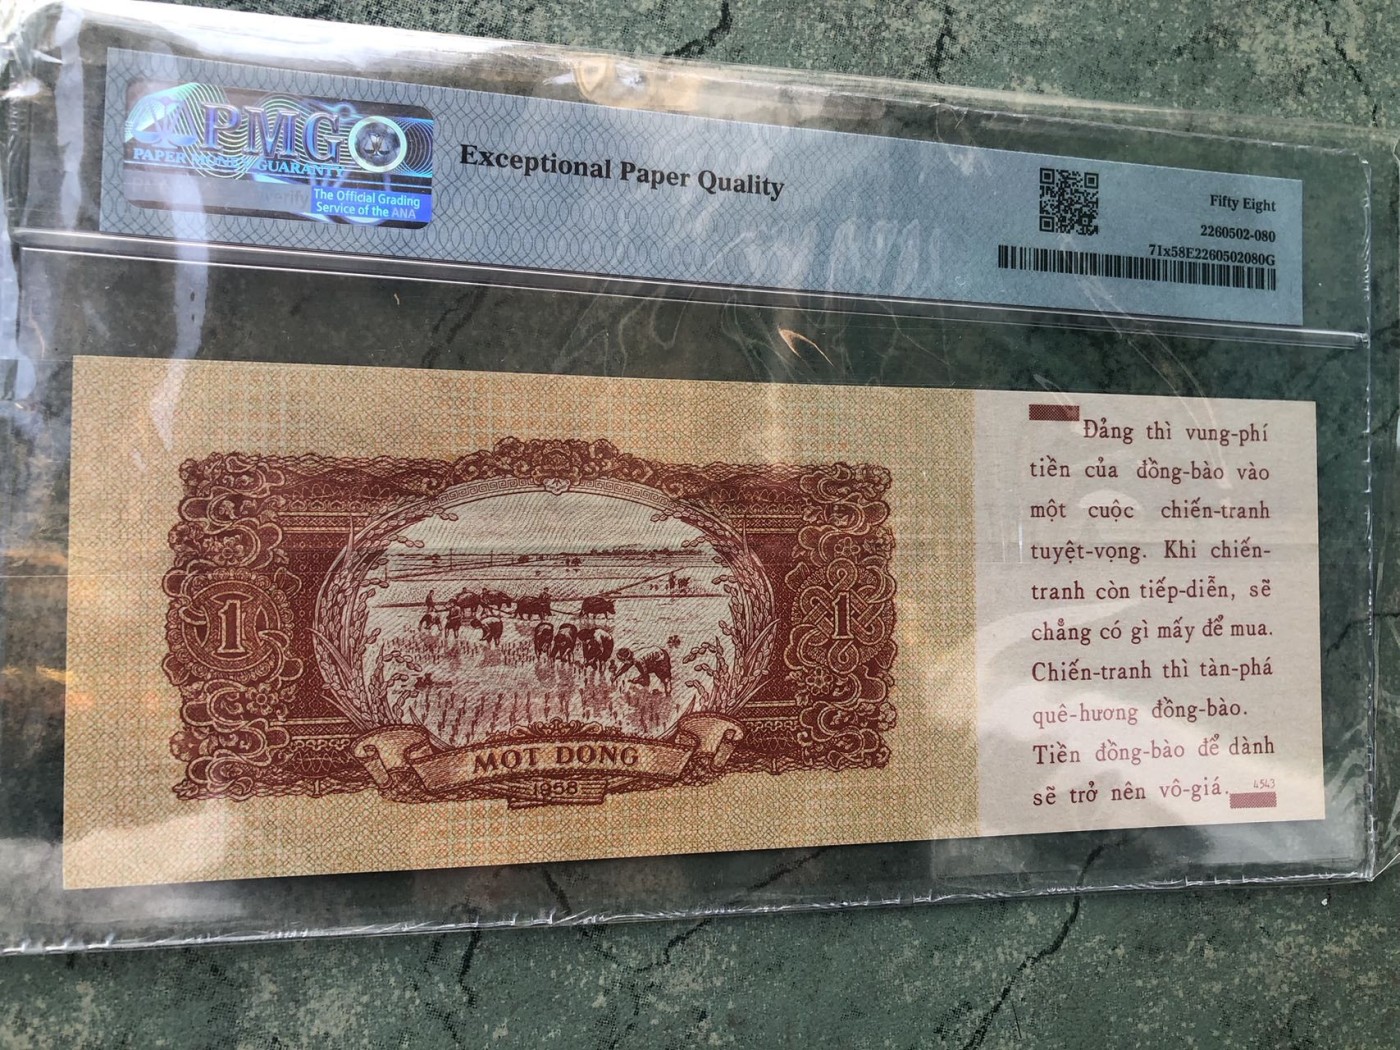 PMG
PAPER MONEY GUARANTY
verify
The Official Grading
Service of the ANA
Exceptional Paper Quality
Fifty Eight
2260502-080
71x58E2260502080G
1
1
MỘT ĐỒNG
1958
Đảng thì vung-phí
tiền của đồng-bào vào
một cuộc chiến-tranh
tuyệt-vọng. Khi chiến-
tranh còn tiếp-diễn, sẽ
chẳng có gì mấy để mua.
Chiến-tranh thì tàn-phá
quê-hương đồng-bào.
Tiền đồng-bào để dành
sẽ trở nên vô-giá.
4543